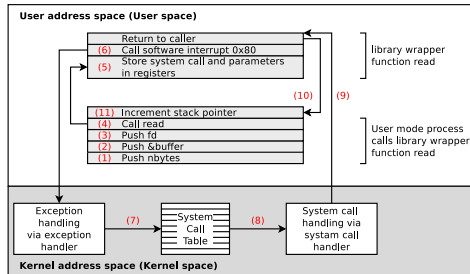 User address space (User space)
Return to caller
(6) Call software interrupt 0x80
(5) Store system call and parameters
in registers
library wrapper
function read
(10)
(9)
(11) Increment stack pointer
(4) Call read
(3) Push fd
(2) Push &buffer
(1) Push nbytes
User mode process
calls library wrapper
function read
Exception
handling
via exception
handler
(7)
System
Call
Table
(8)
System call
handling via
systam call
handler
Kernel address space (Kernel space)